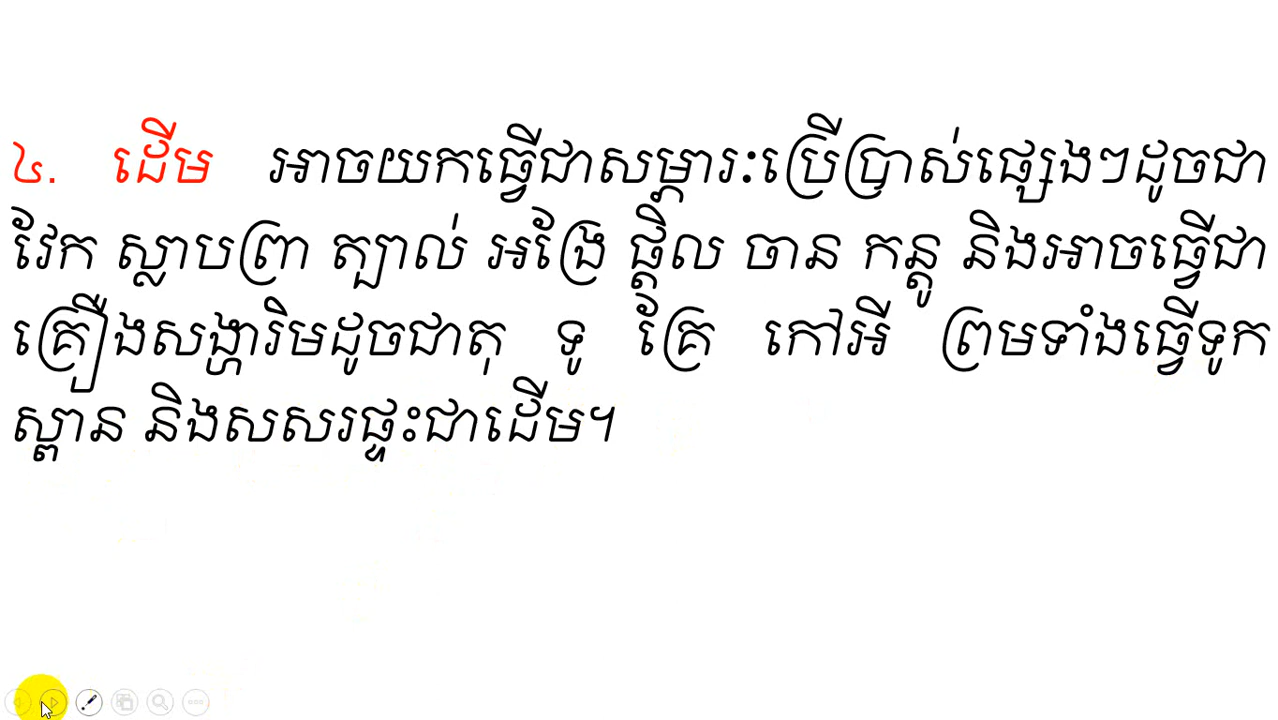 ៤. ដើម អាចយកធ្វើជាសម្ភារៈប្រើប្រាស់ផ្សេងៗដូចជា
វែក ស្លាបព្រា ត្បាល់ អង្រែ ផ្តិល ចាន កន្តូ និងអាចធ្វើជា
គ្រឿងសង្ហារិមដូចជាតុ ទូ គ្រែ កៅអី ព្រមទាំងធ្វើទូក
ស្ពាន និងសសរផ្ទះជាដើម។